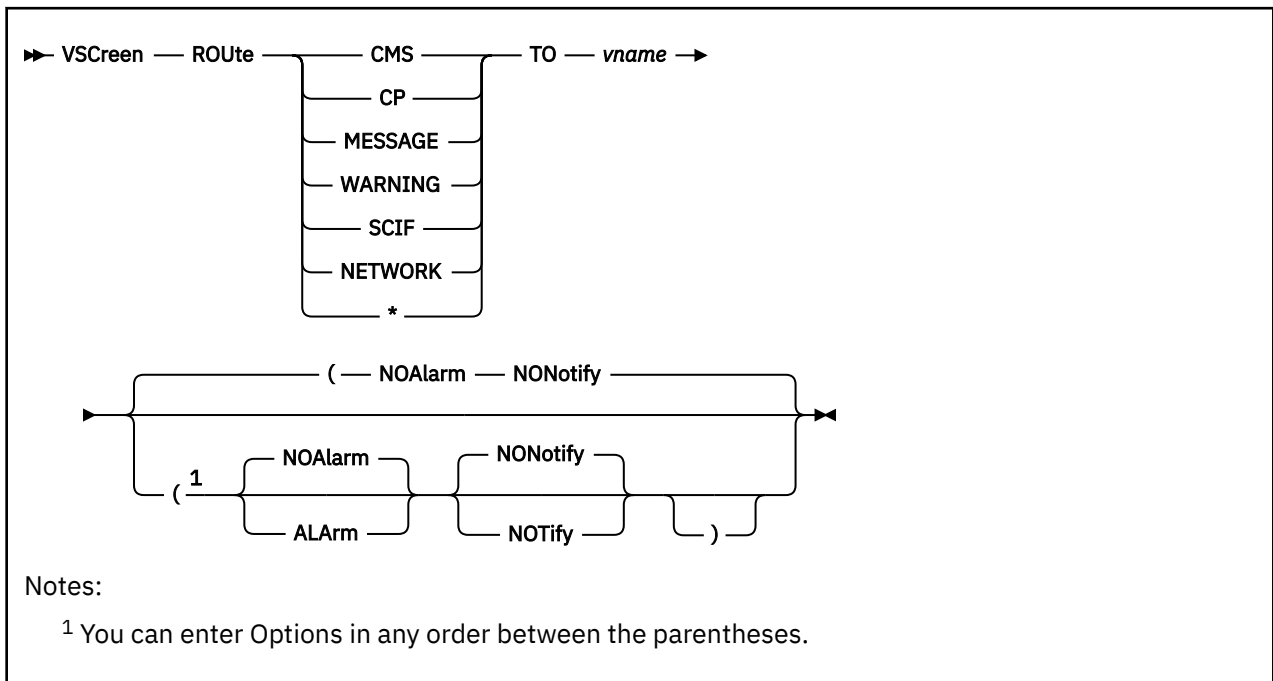 VSCreen ROUte CMS TO vname
CP
MESSAGE
WARNING
SCIF
NETWORK
*
( NOAlarm NONotify
NOAlarm NONotify
( 1
ALArm NOTify )
Notes:
1 You can enter Options in any order between the parentheses.